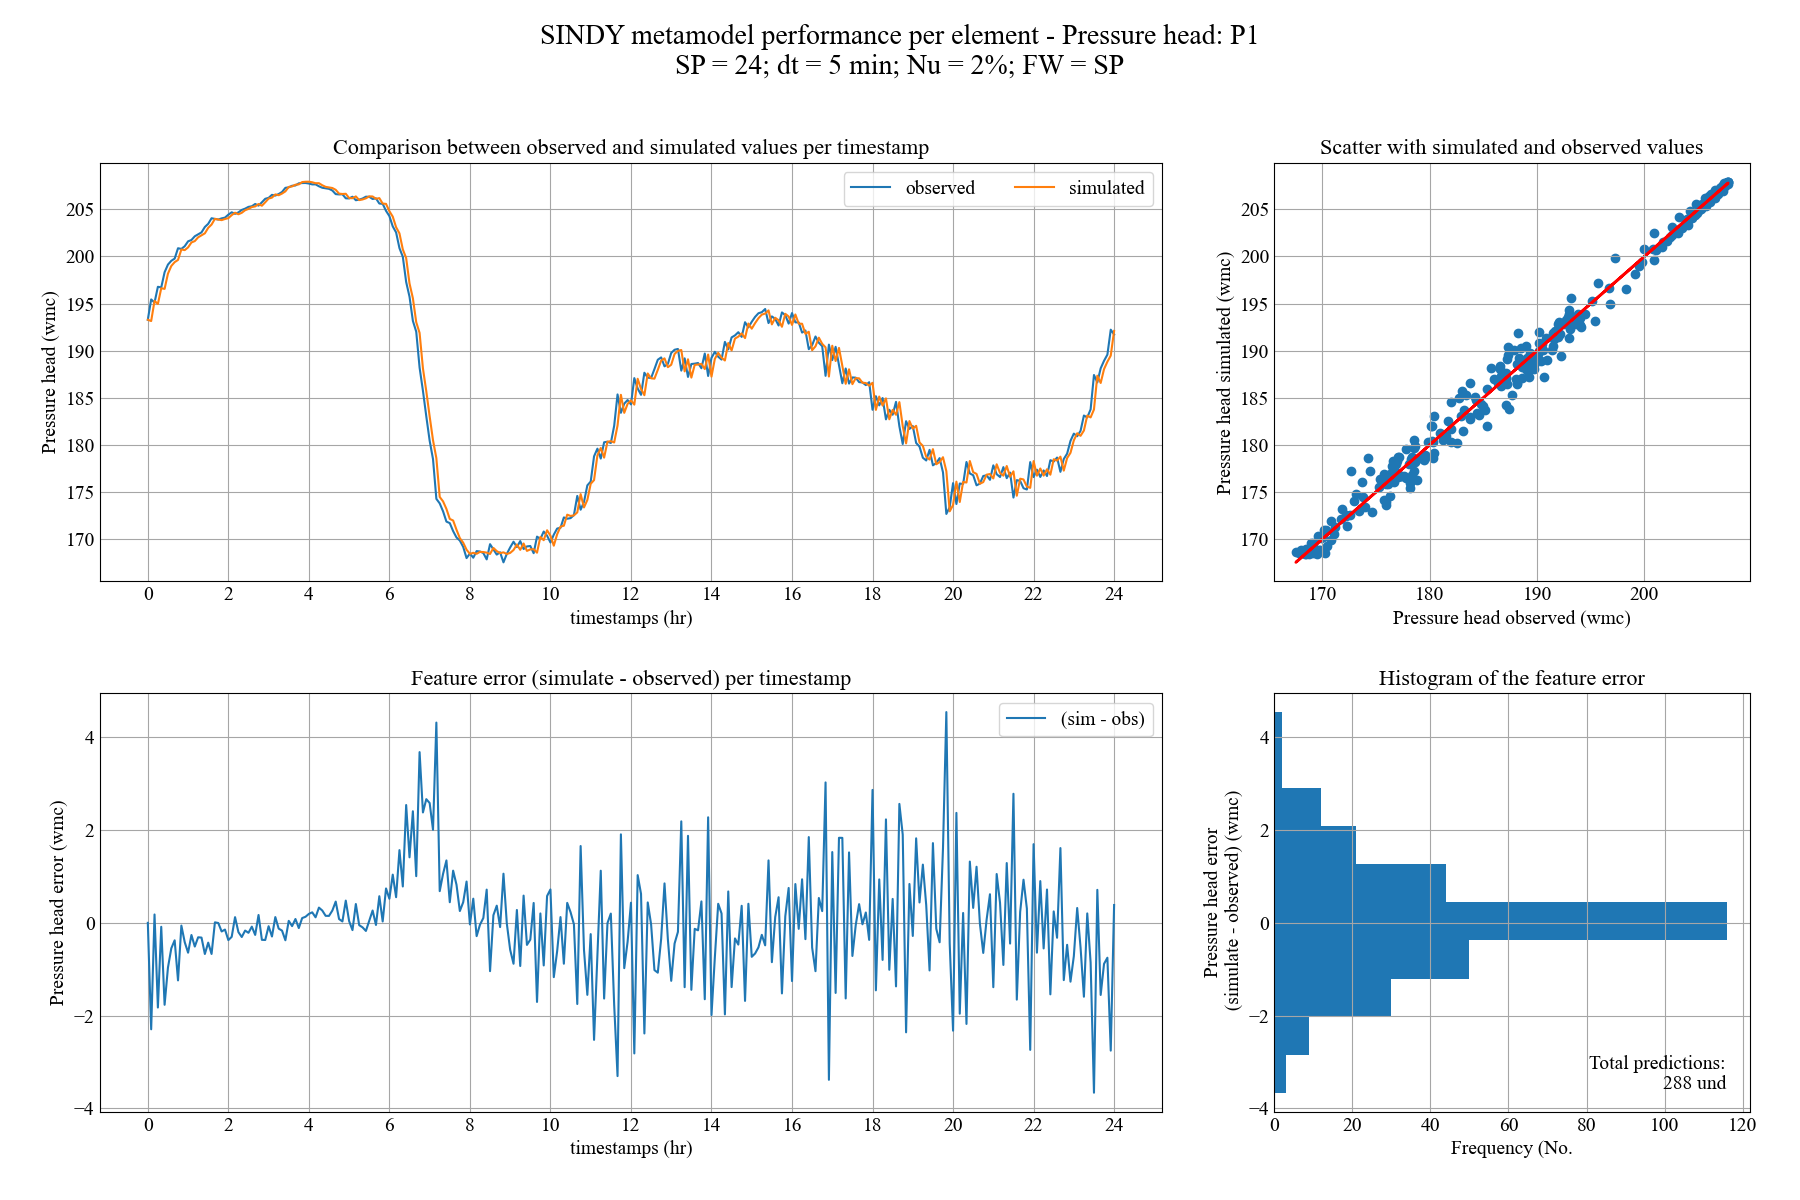 SINDY metamodel performance per element - Pressure head: P1
SP = 24; dt = 5 min; Nu = 2%; FW = SP
Comparison between observed and simulated values per timestamp
observed
simulated
Pressure head (wmc)
205
200
195
190
185
180
175
170
0 2 4 6 8 10 12 14 16 18 20 22 24
timestamps (hr)
Scatter with simulated and observed values
Pressure head simulated (wmc)
205
200
195
190
185
180
175
170
170 180 190 200
Pressure head observed (wmc)
Feature error (simulate - observed) per timestamp
(sim - obs)
Pressure head error (wmc)
4
2
0
−2
−4
0 2 4 6 8 10 12 14 16 18 20 22 24
timestamps (hr)
Histogram of the feature error
Pressure head error
(simulate - observed) (wmc)
4
2
0
−2
−4
Total predictions:
288 und
0 20 40 60 80 100 120
Frequency (No.